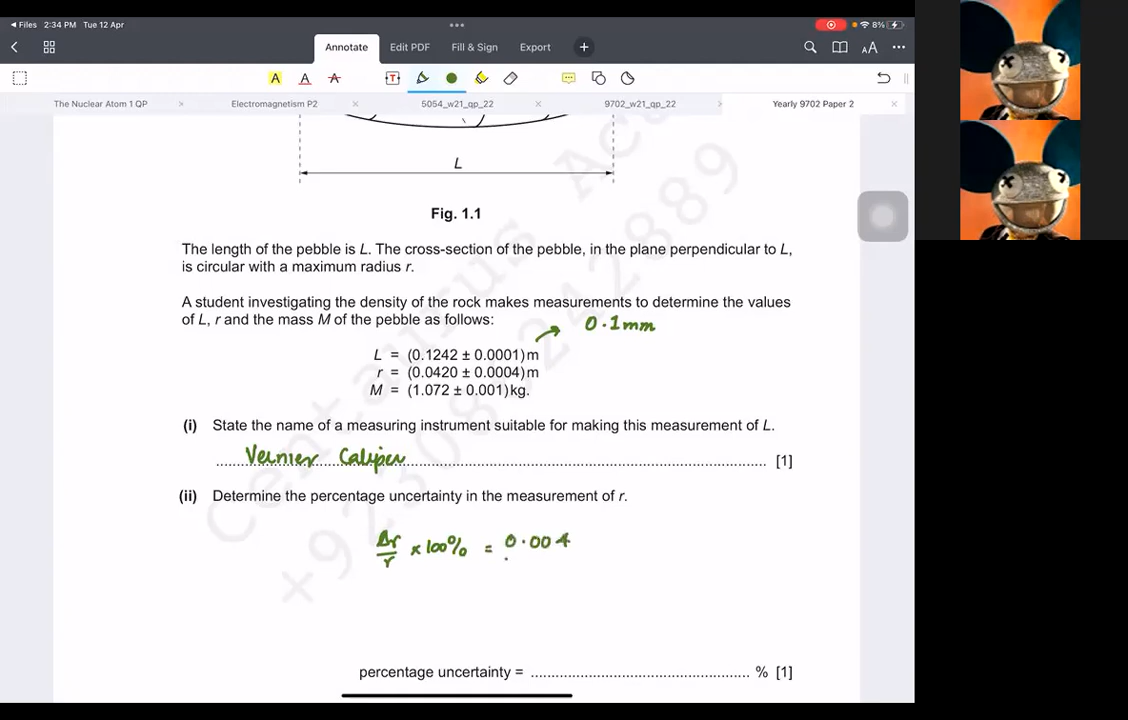 Files 2:34 PM Tue 12 Apr
8%
Annotate Edit PDF Fill & Sign Export
A A A T
AA
The Nuclear Atom 1 QP × Electromagnetism P2 × 5054_w21_qp_22 × 9702_w21_qp_22 Yearly 9702 Paper 2 ×
L
Fig. 1.1
The length of the pebble is L. The cross-section of the pebble, in the plane perpendicular to L,
is circular with a maximum radius r.
A student investigating the density of the rock makes measurements to determine the values
of L, r and the mass M of the pebble as follows:
0.1mm
L = (0.1242 ± 0.0001) m
r = (0.0420 ± 0.0004) m
M = (1.072 ± 0.001) kg.
(i) State the name of a measuring instrument suitable for making this measurement of L.
Vernier Caliper [1]
(ii) Determine the percentage uncertainty in the measurement of r.
Δr/r × 100% = 0.004
percentage uncertainty = ................................................... % [1]
+923089242889